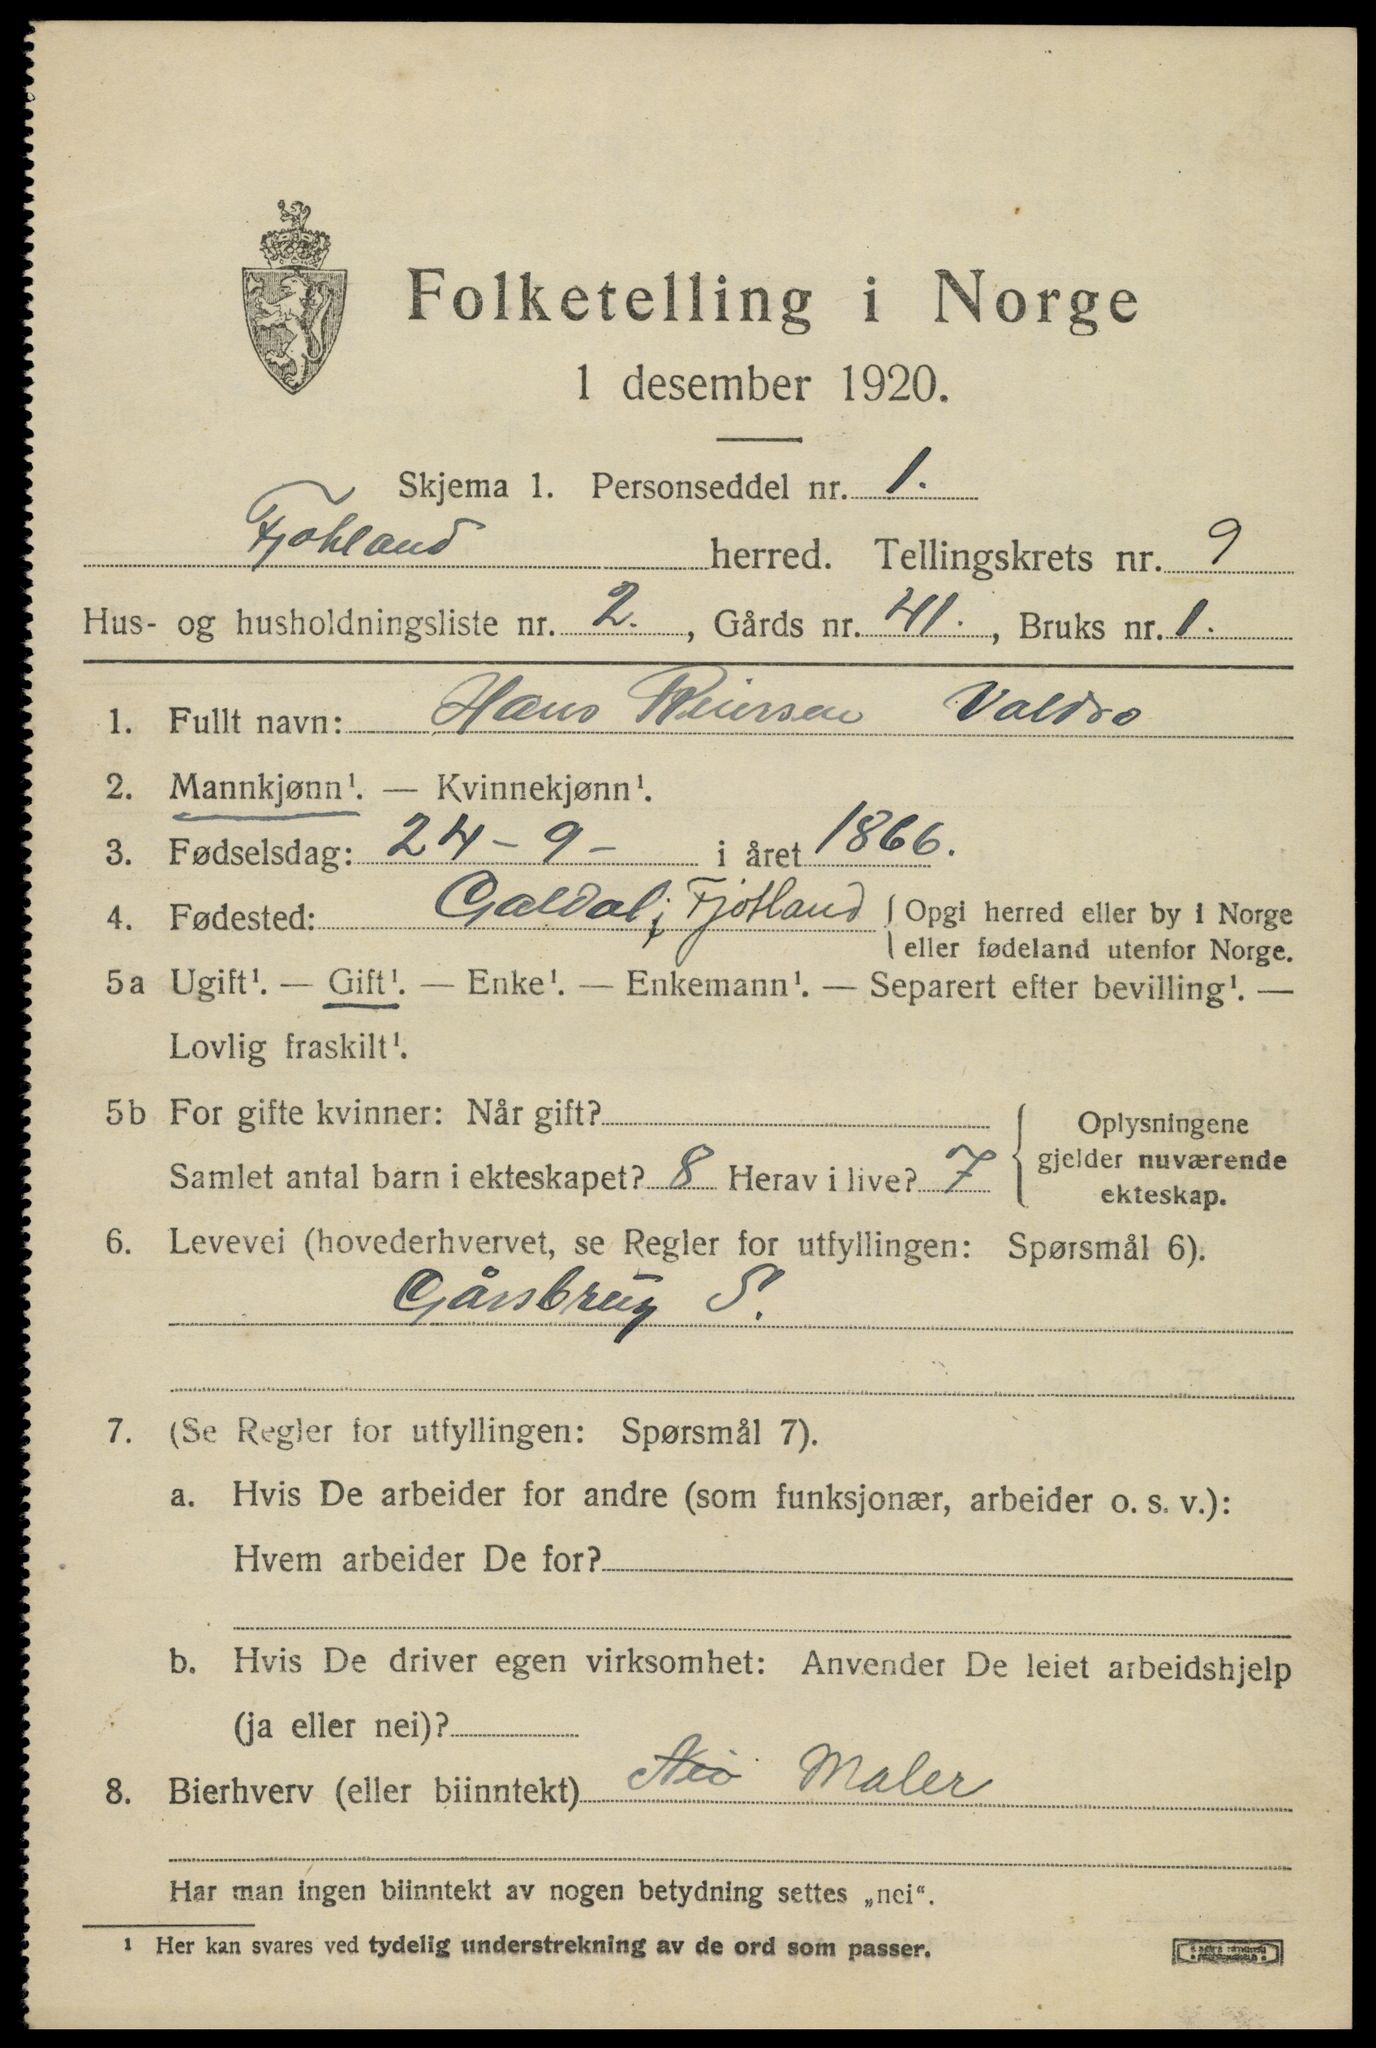 Folketelling i Norge
1 desember 1920.
Skjema 1. Personseddel nr. 1.
Fjotland herred. Tellingskrets nr. 9
Hus- og husholdningsliste nr. 2. , Gårds nr. 41. , Bruks nr. 1.
1. Fullt navn: Hans Reiersen Valdro
2. Mannkjønn¹. — Kvinnekjønn¹.
3. Fødselsdag: 24 - 9 - i året 1866.
4. Fødested: Galdal; Fjotland { Opgi herred eller by i Norge
eller fødeland utenfor Norge.
5a Ugift¹. — Gift¹. — Enke¹. — Enkemann¹. — Separert efter bevilling¹. —
Lovlig fraskilt¹.
5b For gifte kvinner: Når gift?
Samlet antal barn i ekteskapet? 8 Herav i live? 7
Oplysningene
gjelder nuværende
ekteskap.
6. Levevei (hovederhvervet, se Regler for utfyllingen: Spørsmål 6).
Gårsbrug S.
7. (Se Regler for utfyllingen: Spørsmål 7).
a. Hvis De arbeider for andre (som funksjonær, arbeider o. s. v.):
Hvem arbeider De for?
b. Hvis De driver egen virksomhet: Anvender De leiet arbeidshjelp
(ja eller nei)?
8. Bierhverv (eller biinntekt) Maler
Har man ingen biinntekt av nogen betydning settes „nei“.
¹ Her kan svares ved tydelig understrekning av de ord som passer.